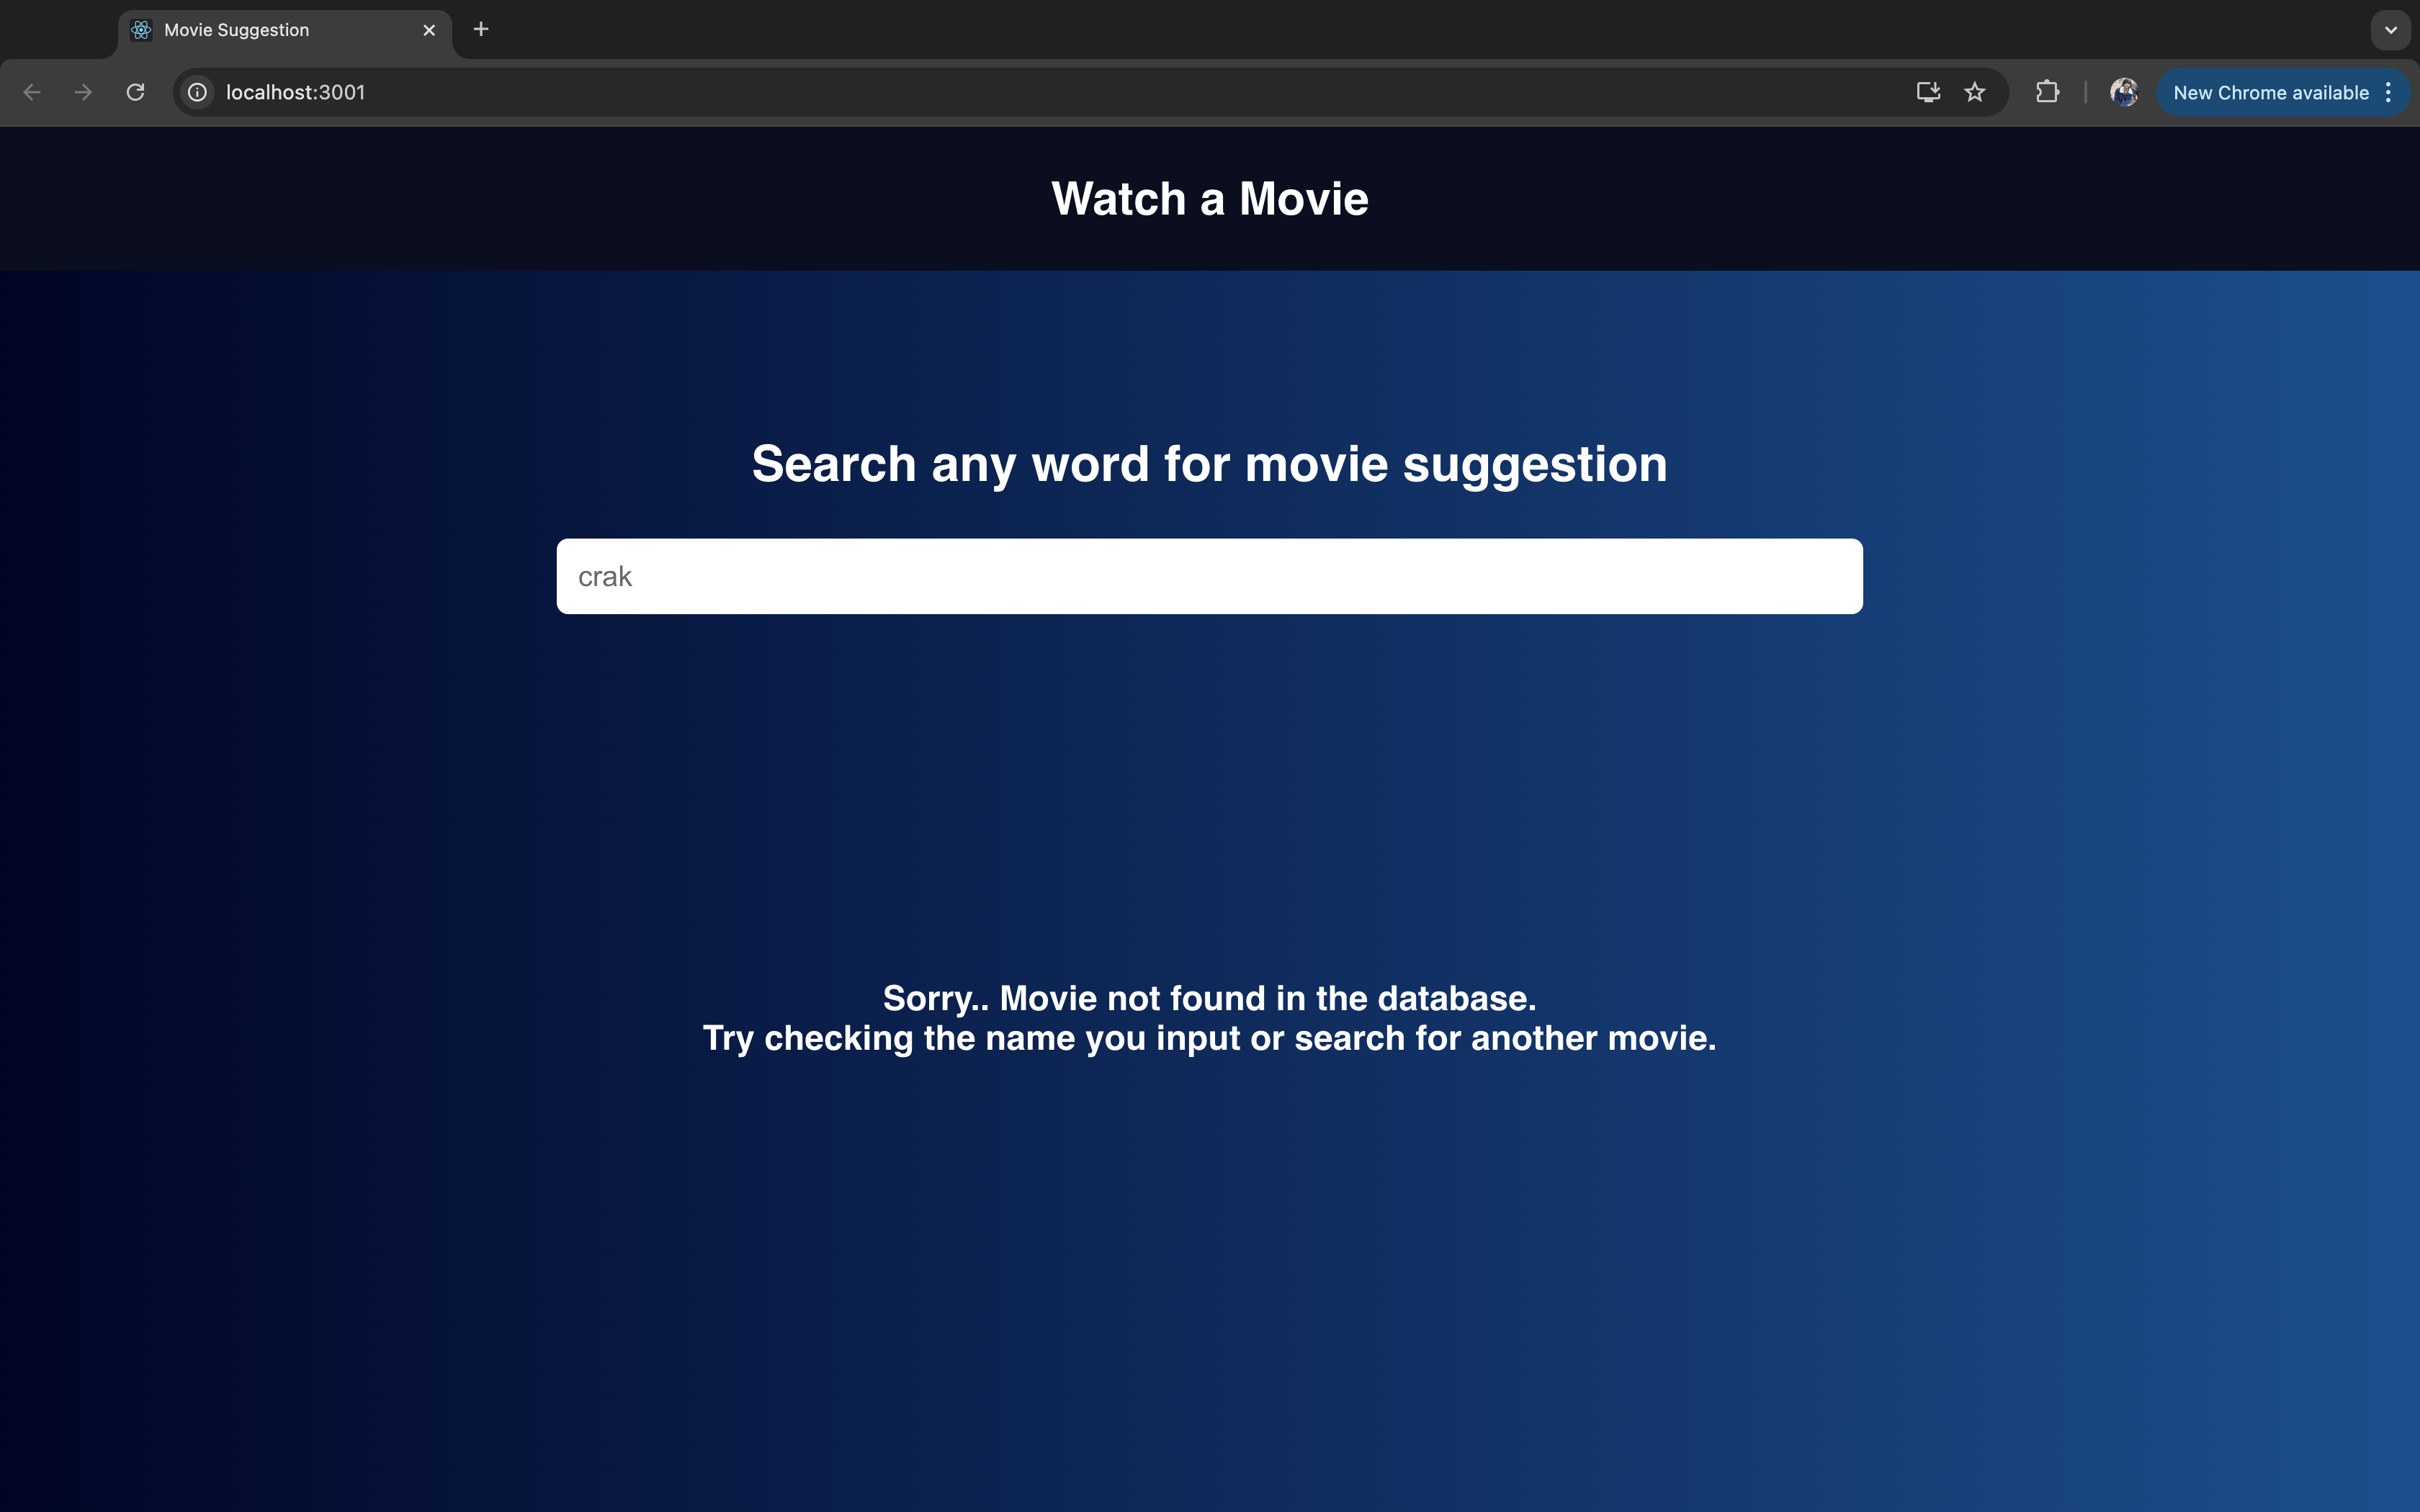 Movie Suggestion
localhost:3001
New Chrome available
Watch a Movie
Search any word for movie suggestion
crak
Sorry.. Movie not found in the database.
Try checking the name you input or search for another movie.